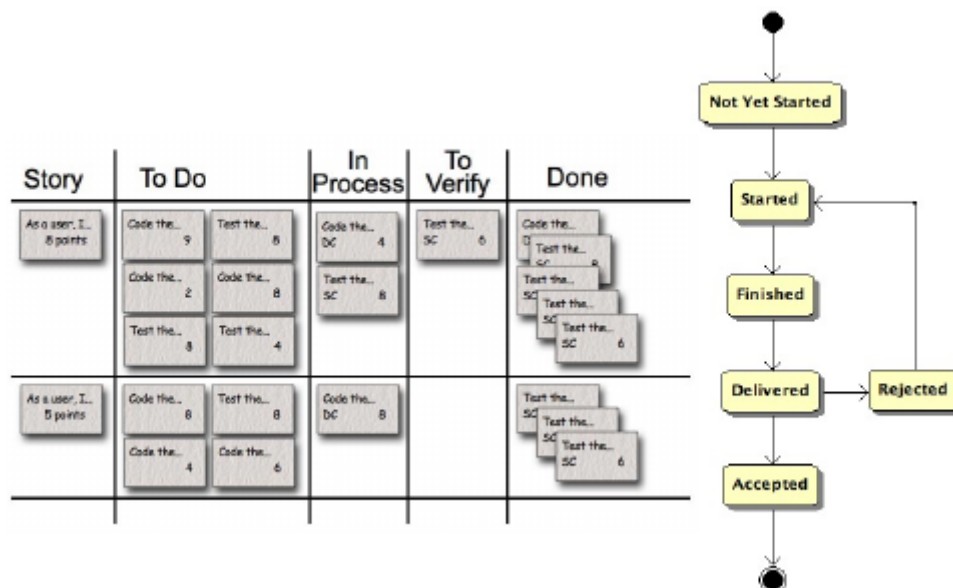 Story
To Do
In
Process
To
Verify
Done
As a user, I...
8 points
Code the...
9
Test the...
8
Code the...
2
Code the...
8
Test the...
8
Test the...
4
Code the...
DC 4
Test the...
SC 8
Test the...
SC 6
Code the...
Test the...
8
Test the...
SC
Test the...
SC
Test the...
SC 6
As a user, I...
5 points
Code the...
8
Test the...
8
Code the...
4
Code the...
6
Code the...
DC 8
Test the...
SC
Test the...
SC
Test the...
SC 6
Not Yet Started
Started
Finished
Delivered
Rejected
Accepted